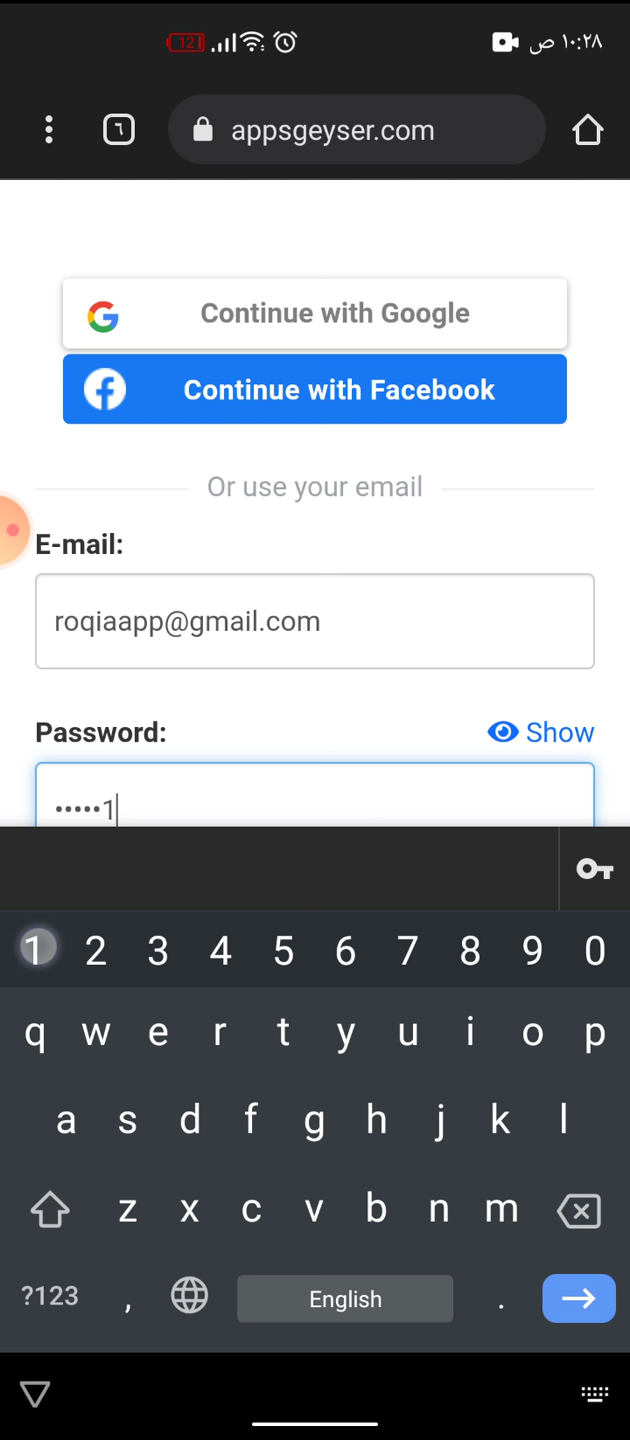 12 ١٠:٢٨ ص
٦ appsgeyser.com
Continue with Google
Continue with Facebook
Or use your email
E-mail:
roqiaapp@gmail.com
Password: Show
•••••1
1 2 3 4 5 6 7 8 9 0
q w e r t y u i o p
a s d f g h j k l
z x c v b n m
?123 , English .